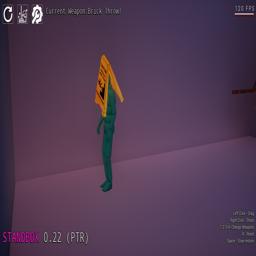 Current Weapon:Brick Throw!
120 FPS
STANDBOX 0.22 (PTR)
Left Click - Drag
Right Click - Shoot
1 2 3 4- Change Weapons
R - Reset
Space - Slow motion